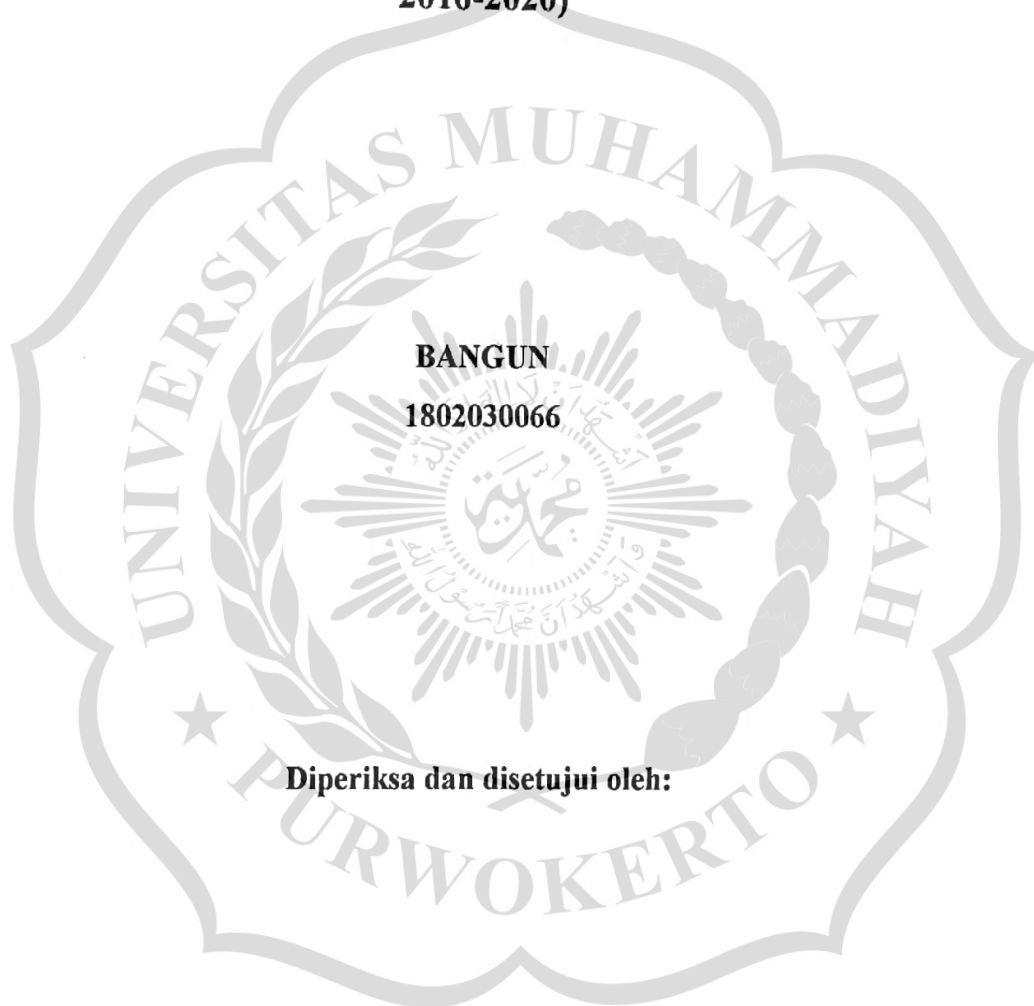 2016-2020)
BANGUN
1802030066
Diperiksa dan disetujui oleh:
UNIVERSITAS MUHAMMADIYAH
PURWOKERTO